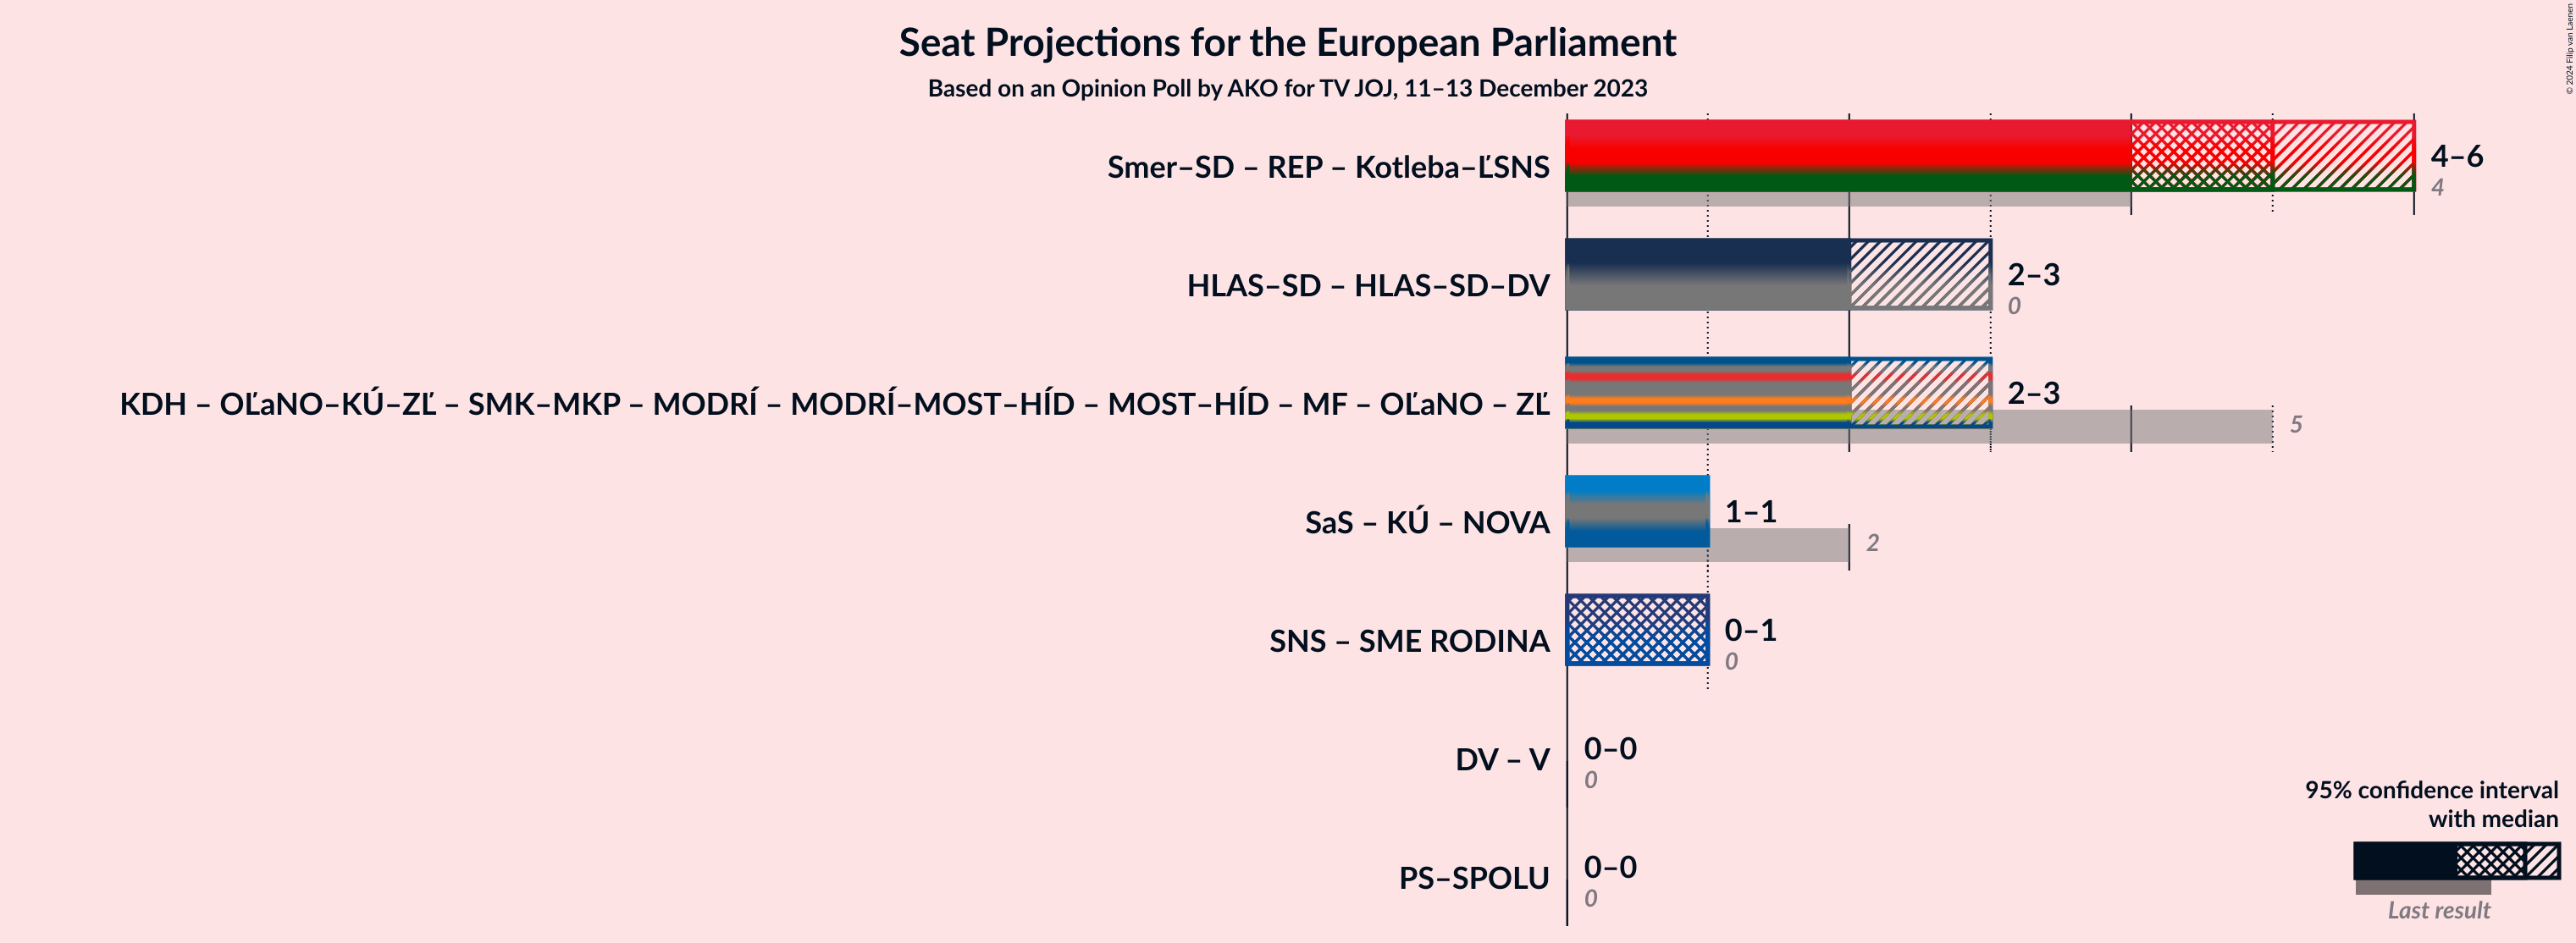 Seat Projections for the European Parliament
Based on an Opinion Poll by AKO for TV JOJ, 11–13 December 2023
© 2024 Filip van Laenen
Smer–SD – REP – Kotleba–ĽSNS
4–6
4
HLAS–SD – HLAS–SD–DV
2–3
0
KDH – OĽaNO–KÚ–ZĽ – SMK–MKP – MODRÍ – MODRÍ–MOST–HÍD – MOST–HÍD – MF – OĽaNO – ZĽ
2–3
5
SaS – KÚ – NOVA
1–1
2
SNS – SME RODINA
0–1
0
DV – V
0–0
0
PS–SPOLU
0–0
0
95% confidence interval
with median
Last result